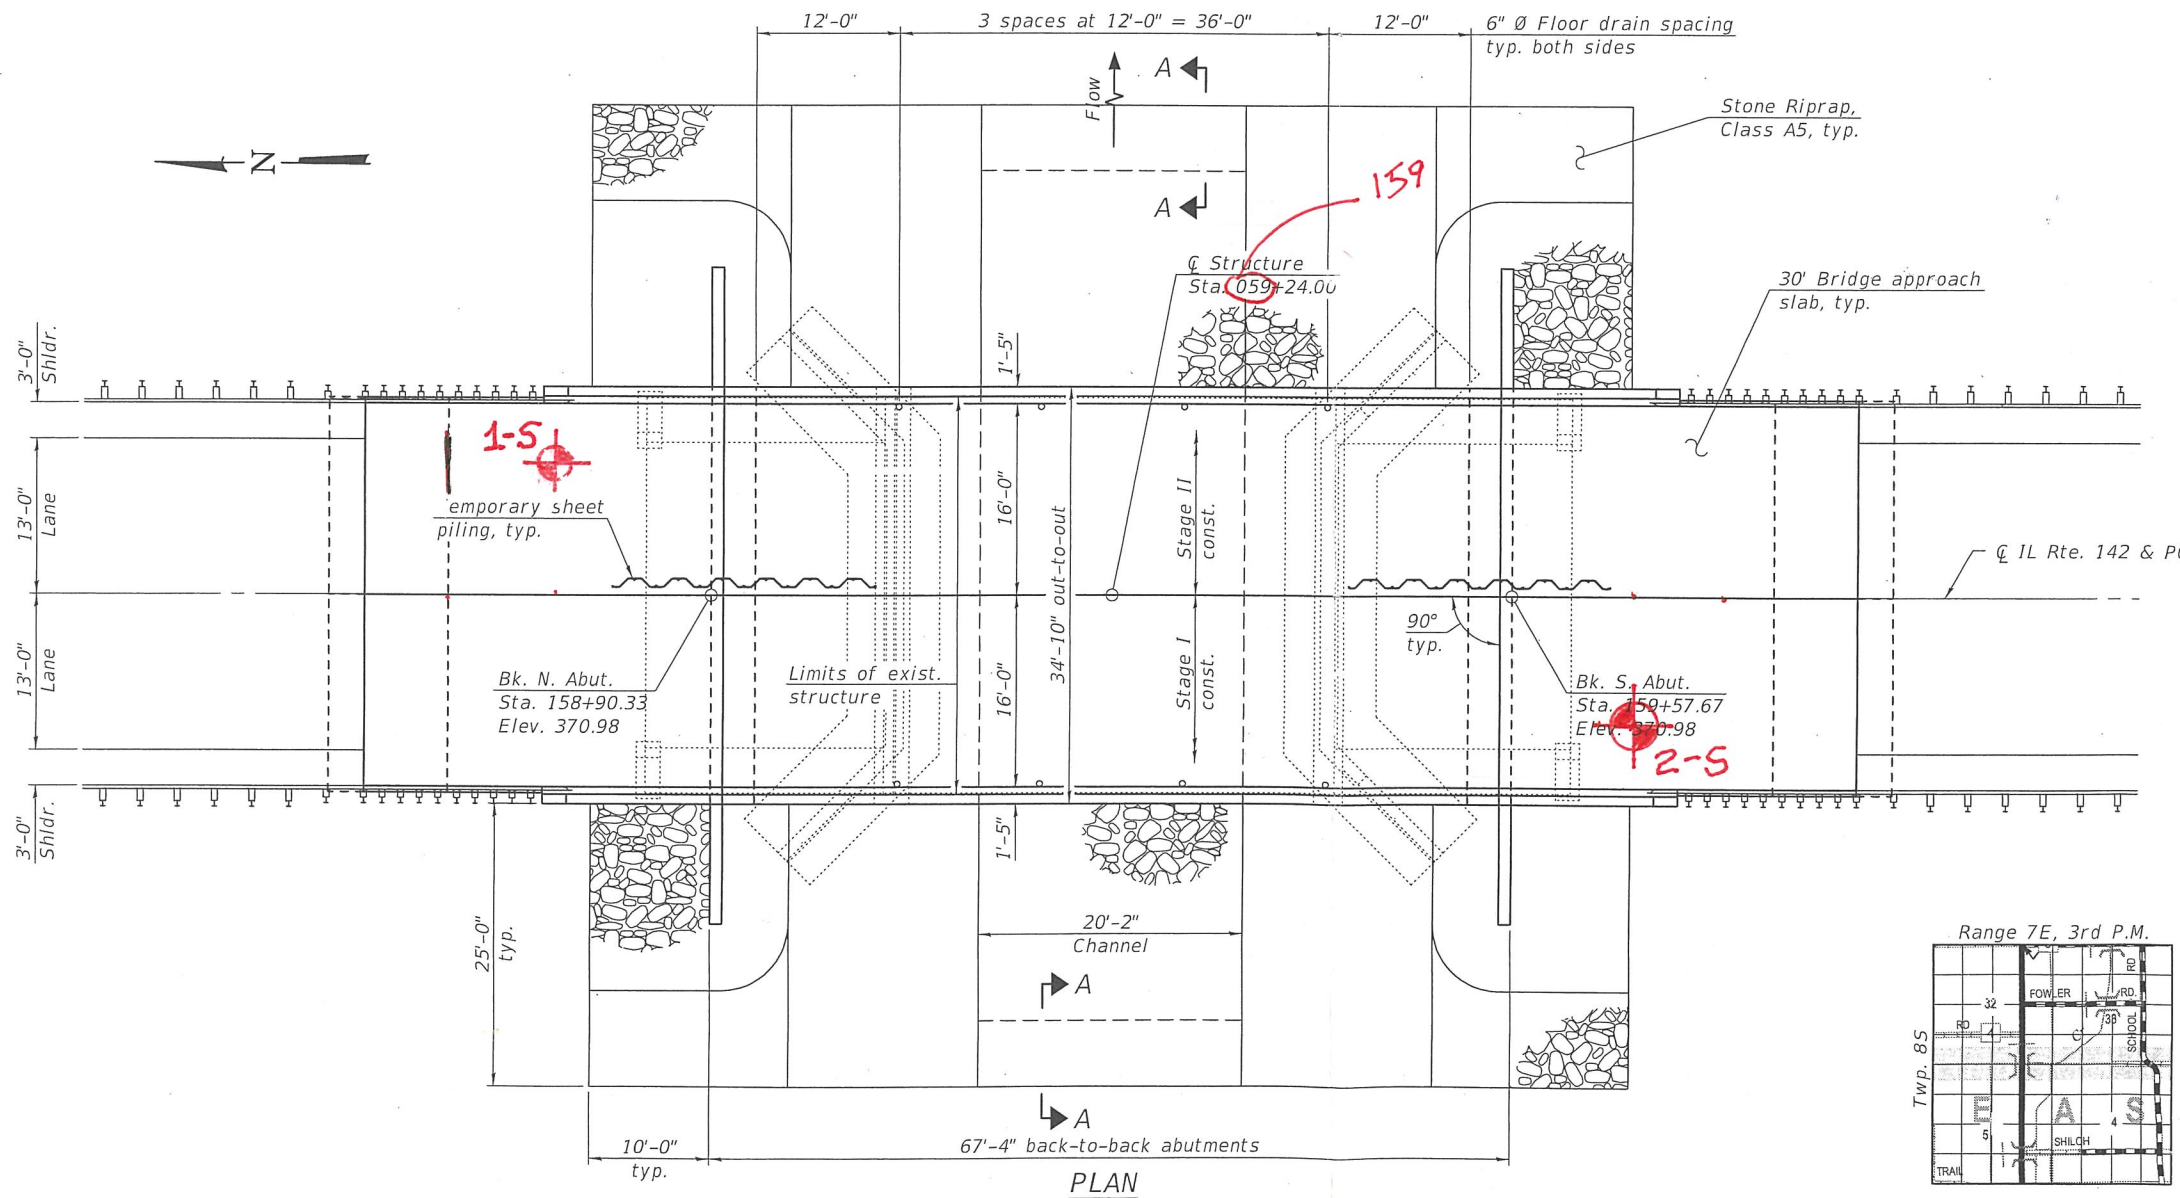 12'-0"
3 spaces at 12'-0" = 36'-0"
12'-0"
6" Ø Floor drain spacing
typ. both sides
Flow
A
A
Stone Riprap,
Class A5, typ.
N
159
℄ Structure
Sta. 059+24.00
30' Bridge approach
slab, typ.
3'-0"
Shldr.
1'-5"
1-S
13'-0"
Lane
emporary sheet
piling, typ.
16'-0"
34'-10" out-to-out
Stage II
const.
℄ IL Rte. 142 &
90°
typ.
13'-0"
Lane
Bk. N. Abut.
Sta. 158+90.33
Elev. 370.98
Limits of exist.
structure
16'-0"
Stage I
const.
Bk. S. Abut.
Sta. 159+57.67
Elev. 370.98
2-S
3'-0"
Shldr.
1'-5"
25'-0"
typ.
20'-2"
Channel
A
A
10'-0"
typ.
67'-4" back-to-back abutments
PLAN
Range 7E, 3rd P.M.
Twp. 8S
32
FOWLER
RD.
RD
33
SCHOOL
RD
E A S
5
4
SHILOH
TRAIL